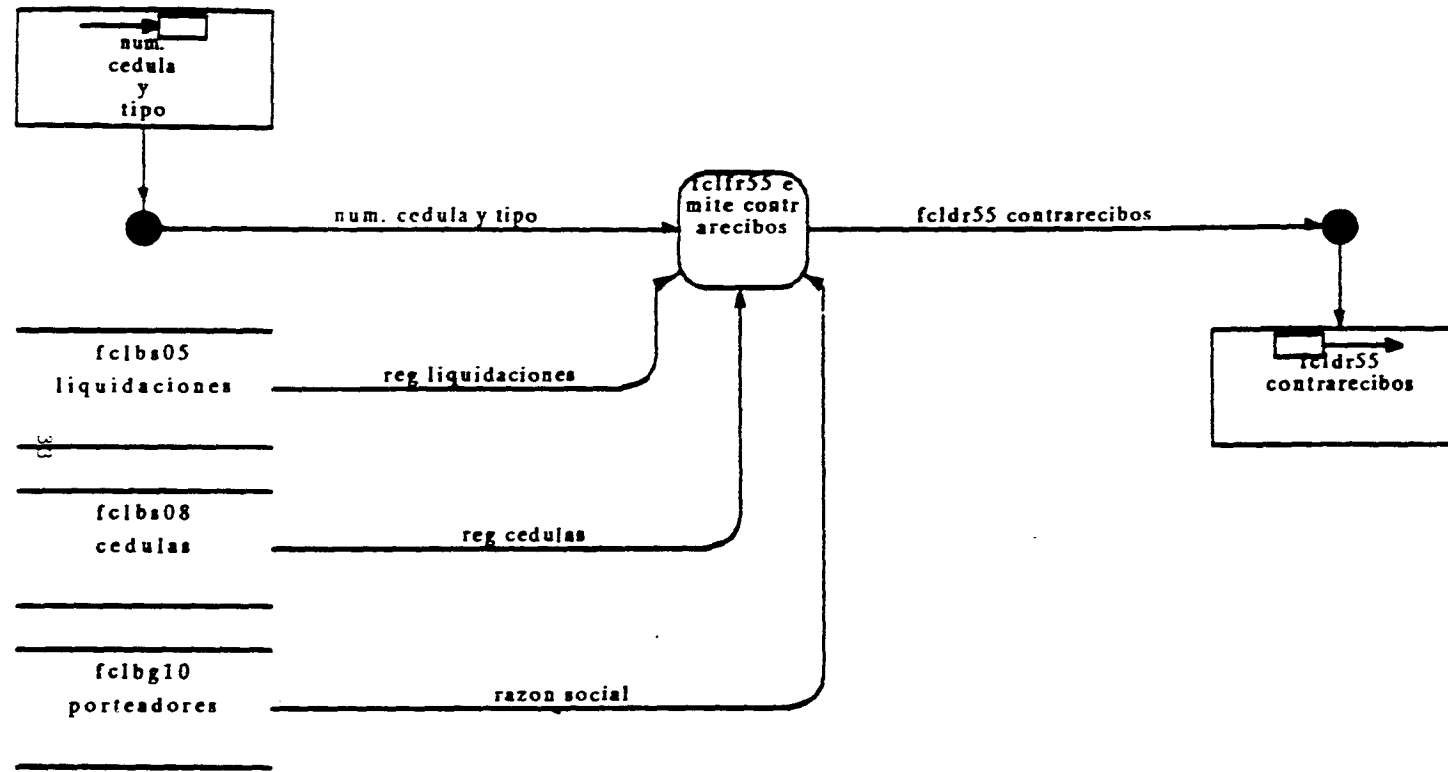 num.
cedula
y
tipo
num. cedula y tipo
fclfr55 e
mite contr
arecibos
fcldr55 contrarecibos
fcldr55
contrarecibos
fclbs05
liquidaciones
reg liquidaciones
33
fclbs08
cedulas
reg cedulas
fclbg10
porteadores
razon social